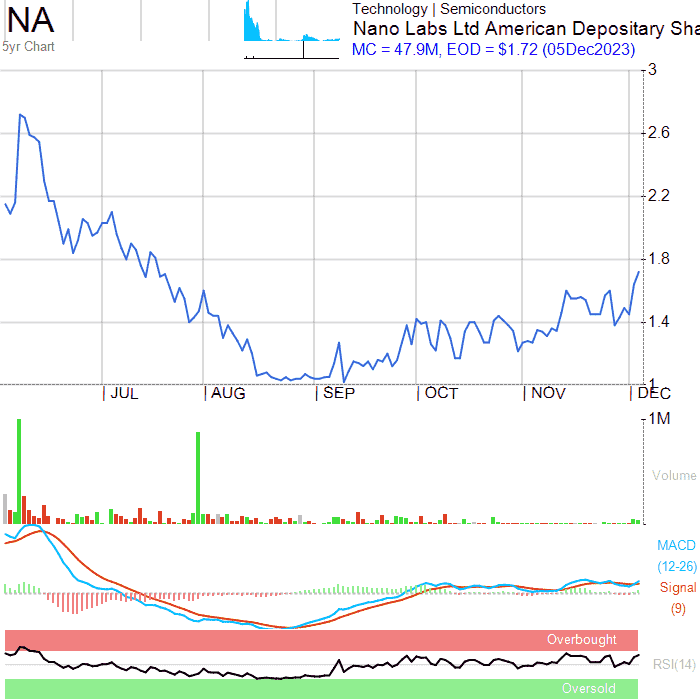 NA
5yr Chart
Technology | Semiconductors
Nano Labs Ltd American Depositary Sha
MC = 47.9M, EOD = $1.72 (05Dec2023)
3
2.6
2.2
1.8
1.4
1
JUL
AUG
SEP
OCT
NOV
DEC
1M
Volume
MACD
(12-26)
Signal
(9)
Overbought
RSI(14)
Oversold